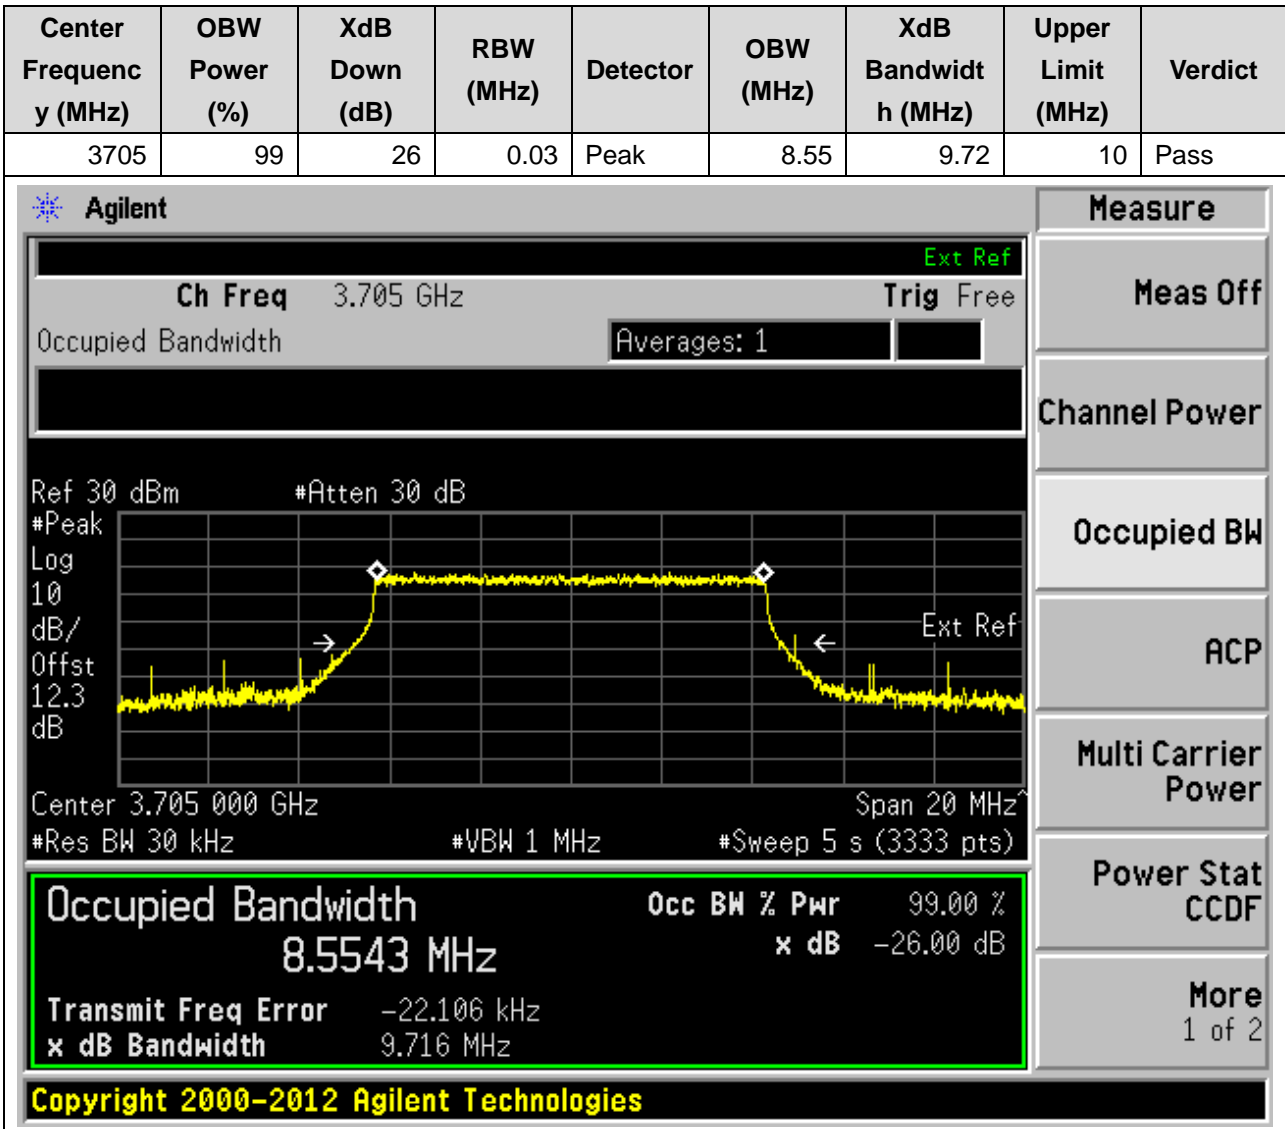 Center Frequenc y (MHz) OBW Power (%) XdB Down (dB) RBW (MHz) Detector OBW (MHz) XdB Bandwidt h (MHz) Upper Limit (MHz) Verdict
3705 99 26 0.03 Peak 8.55 9.72 10 Pass
Agilent
Measure
Ext Ref
Ch Freq 3.705 GHz Trig Free
Meas Off
Occupied Bandwidth Averages: 1
Channel Power
Ref 30 dBm #Atten 30 dB
#Peak
Log
10
dB/
Offst
12.3
dB
Ext Ref
Occupied BW
ACP
Multi Carrier
Power
Center 3.705 000 GHz Span 20 MHz^
#Res BW 30 kHz #VBW 1 MHz #Sweep 5 s (3333 pts)
Power Stat
CCDF
Occupied Bandwidth
8.5543 MHz
Occ BW % Pwr 99.00 %
x dB -26.00 dB
Transmit Freq Error -22.106 kHz
x dB Bandwidth 9.716 MHz
More
1 of 2
Copyright 2000-2012 Agilent Technologies